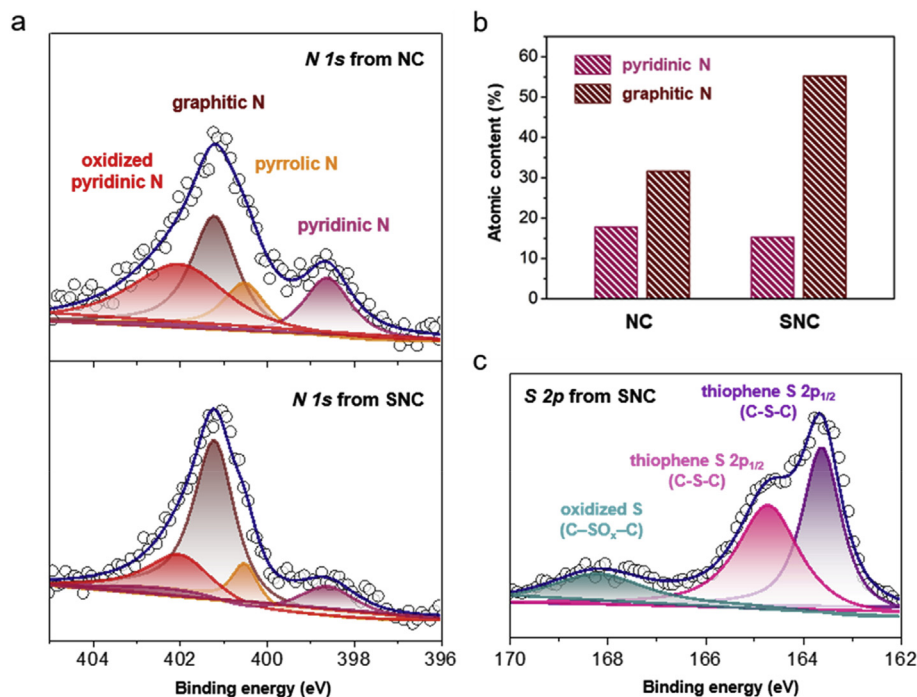 a
N 1s from NC
graphitic N
oxidized
pyridinic N
pyrrolic N
pyridinic N
N 1s from SNC
404 402 400 398 396
Binding energy (eV)
b
pyridinic N
graphitic N
Atomic content (%)
60
50
40
30
20
10
0
NC SNC
c
S 2p from SNC
thiophene S 2p1/2
(C-S-C)
thiophene S 2p1/2
(C-S-C)
oxidized S
(C–SOx–C)
170 168 166 164 162
Binding energy (eV)